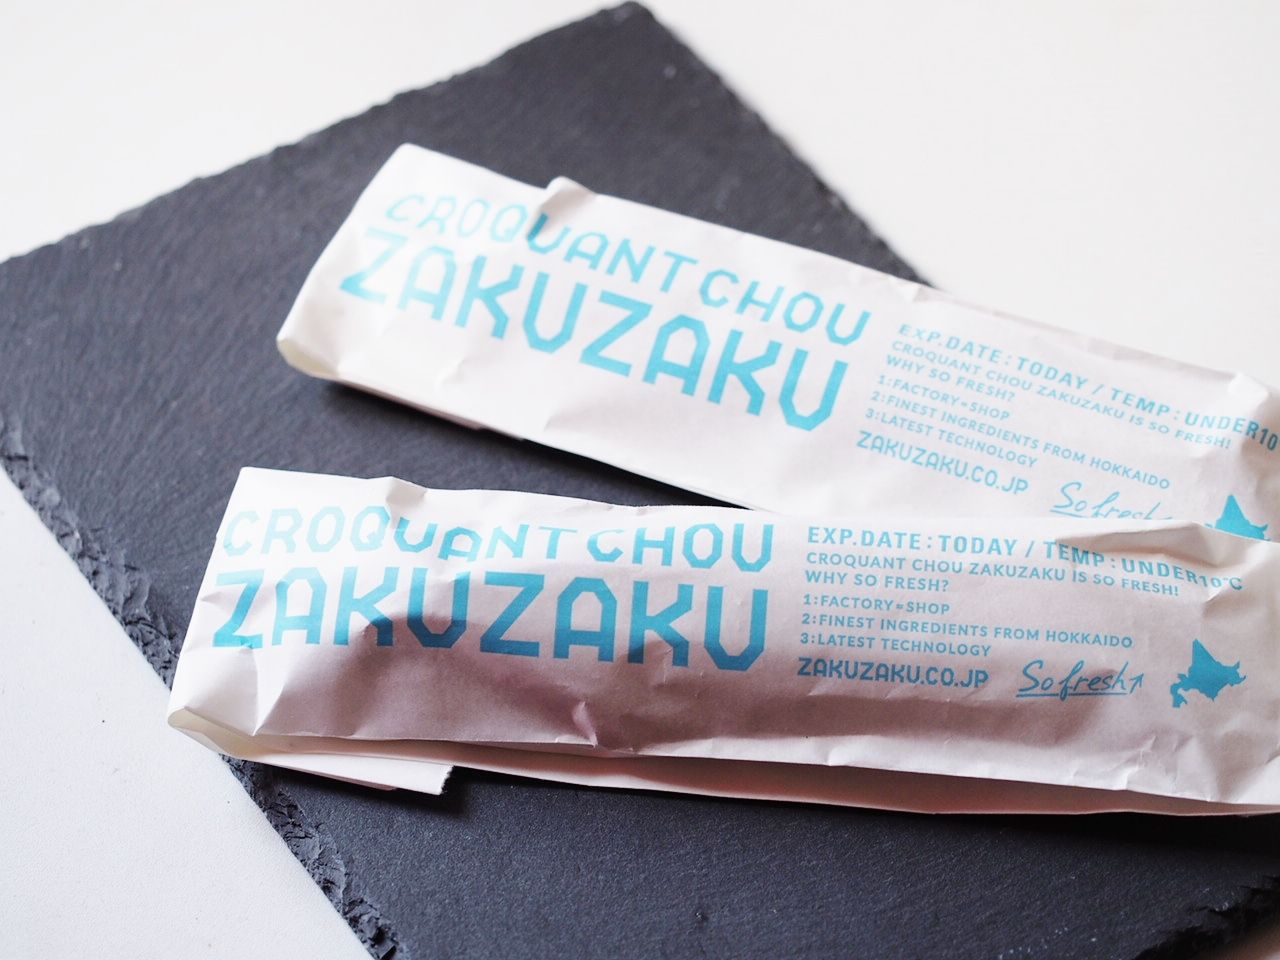 CROQUANT CHOU
ZAKUZAKU
EXP.DATE:TODAY / TEMP:UNDER10°
CROQUANT CHOU ZAKUZAKU IS SO FRESH!
WHY SO FRESH?
1:FACTORY=SHOP
2:FINEST INGREDIENTS FROM HOKKAIDO
3:LATEST TECHNOLOGY
ZAKUZAKU.CO.JP
So fresh
CROQUANT CHOU
ZAKUZAKU
EXP.DATE:TODAY / TEMP:UNDER10°C
CROQUANT CHOU ZAKUZAKU IS SO FRESH!
WHY SO FRESH?
1:FACTORY=SHOP
2:FINEST INGREDIENTS FROM HOKKAIDO
3:LATEST TECHNOLOGY
ZAKUZAKU.CO.JP
So fresh↑